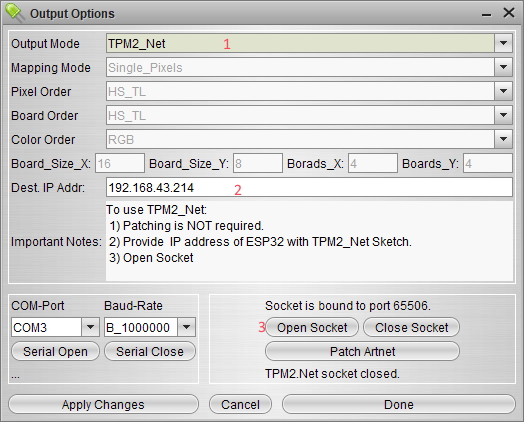 Output Options
Output Mode TPM2_Net 1
Mapping Mode Single_Pixels
Pixel Order HS_TL
Board Order HS_TL
Color Order RGB
Board_Size_X: 16 Board_Size_Y: 8 Borads_X: 4 Boards_Y: 4
Dest. IP Addr: 192.168.43.214 2
To use TPM2_Net:
1) Patching is NOT required.
Important Notes: 2) Provide IP address of ESP32 with TPM2_Net Sketch.
3) Open Socket
COM-Port Baud-Rate
COM3 B_1000000
Serial Open Serial Close
...
Socket is bound to port 65506.
3 Open Socket Close Socket
Patch Artnet
TPM2.Net socket closed.
Apply Changes Cancel Done